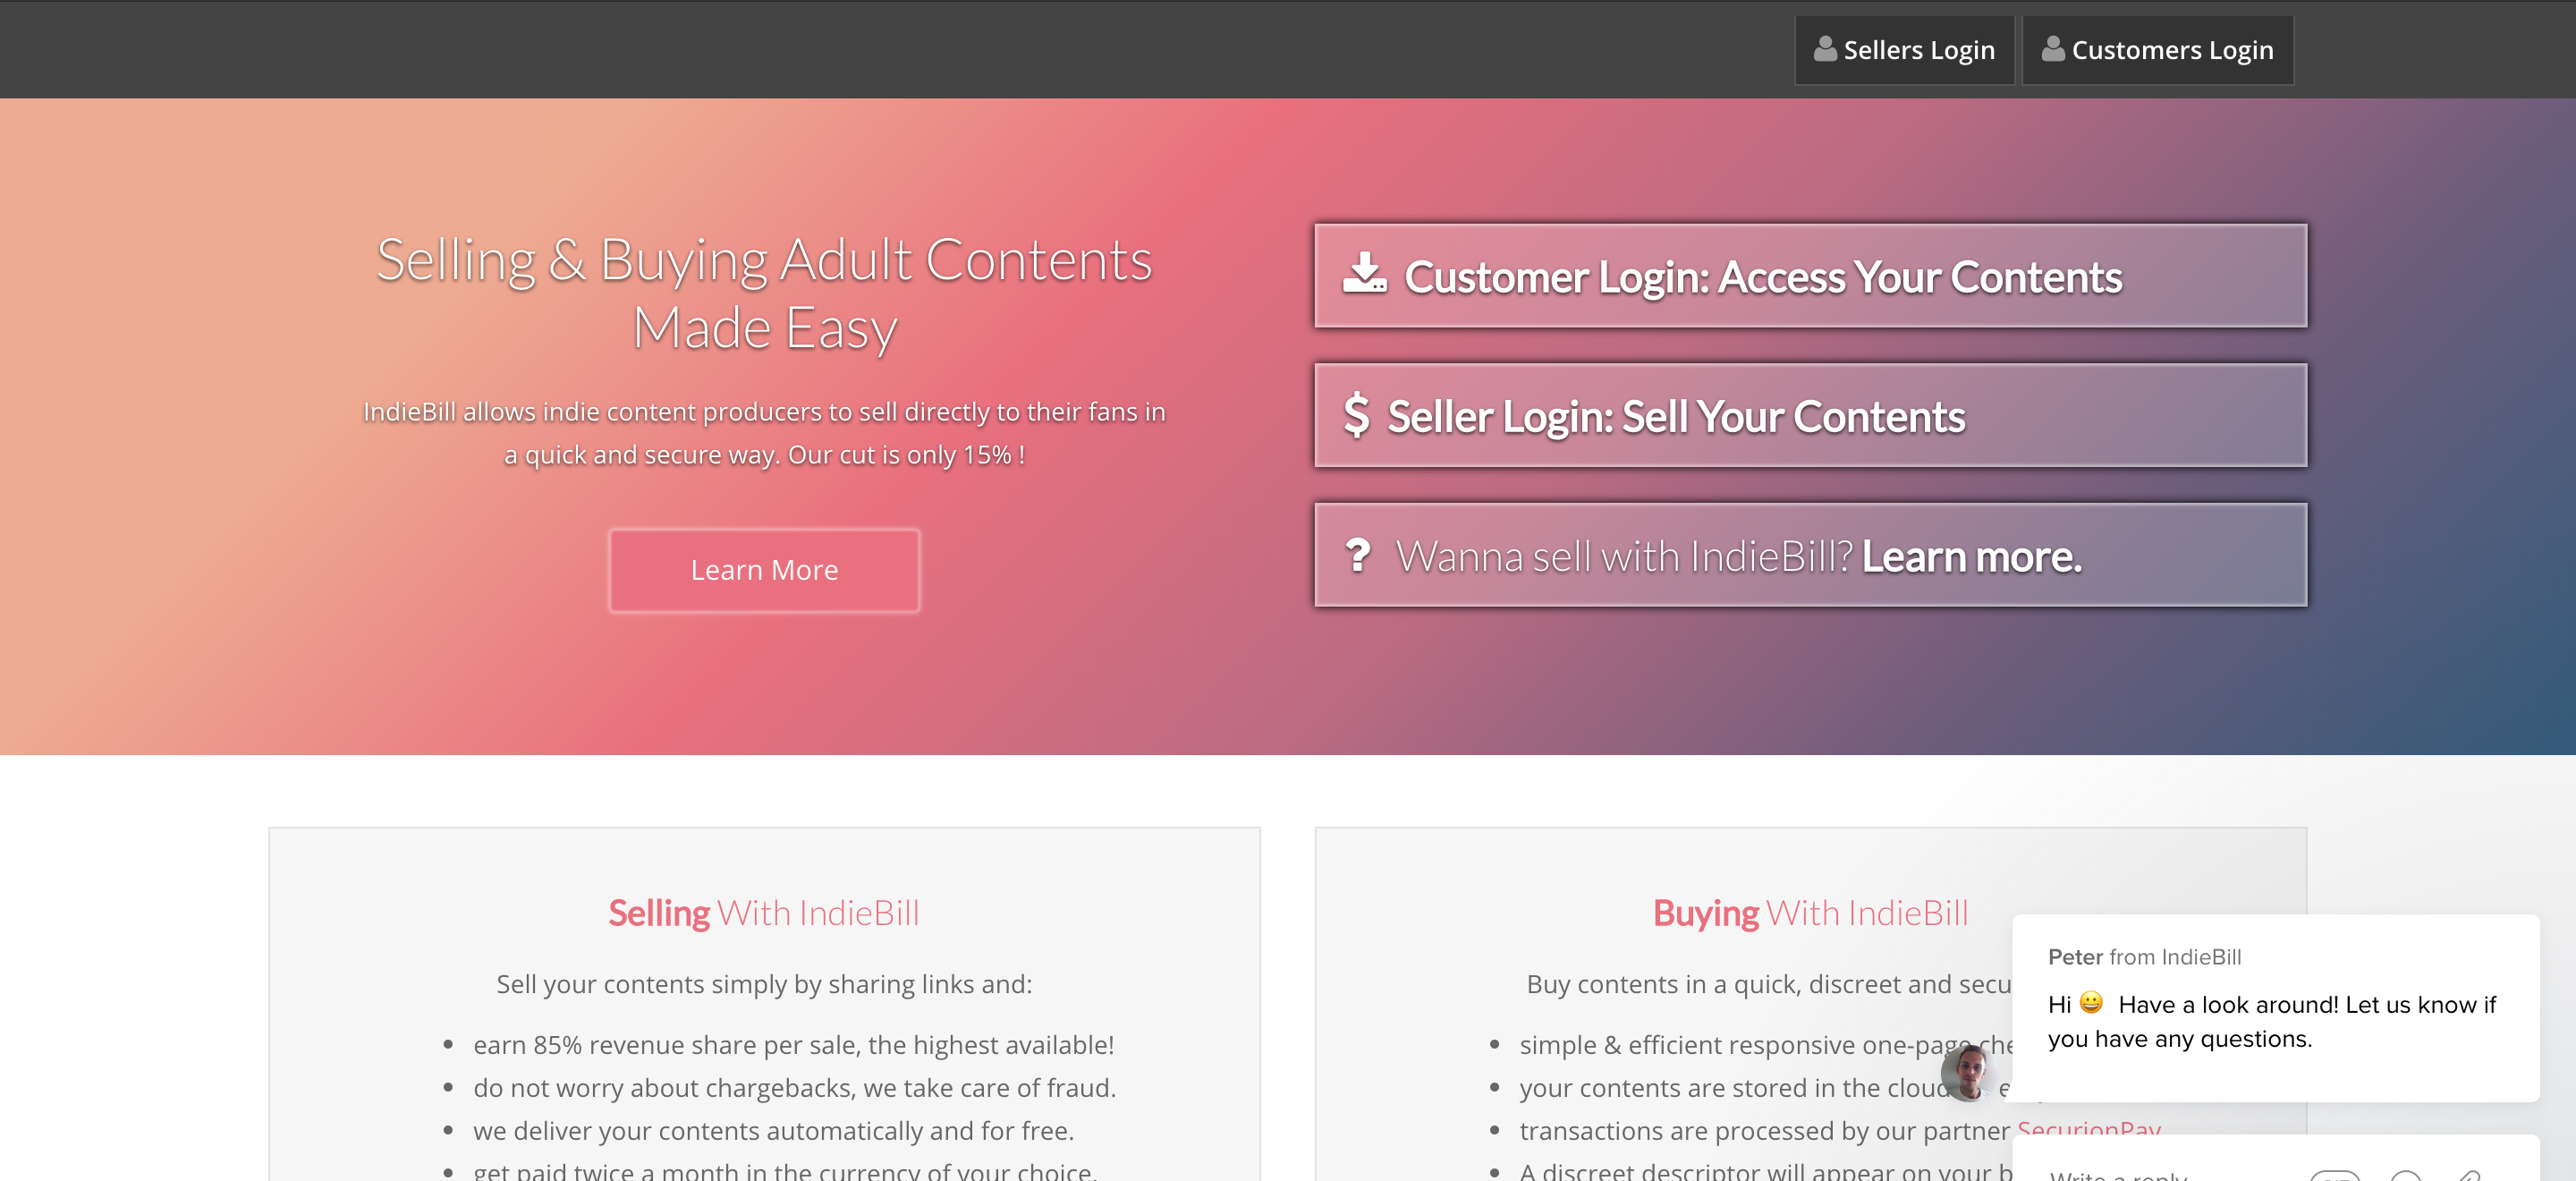 Sellers Login
Customers Login
Selling & Buying Adult Contents
Made Easy
IndieBill allows indie content producers to sell directly to their fans in
a quick and secure way. Our cut is only 15% !
Learn More
Customer Login: Access Your Contents
$ Seller Login: Sell Your Contents
? Wanna sell with IndieBill? Learn more.
Selling With IndieBill
Sell your contents simply by sharing links and:
• earn 85% revenue share per sale, the highest available!
• do not worry about chargebacks, we take care of fraud.
• we deliver your contents automatically and for free.
• get paid twice a month in the currency of your choice.
Buying With IndieBill
Buy contents in a quick, discreet and
• simple & efficient responsive one-page
• your contents are stored in the cloud
• transactions are processed by our partner SecurionPay
• A discreet descriptor will appear on your
Peter from IndieBill
Hi 😀 Have a look around! Let us know if
you have any questions.
Write a reply